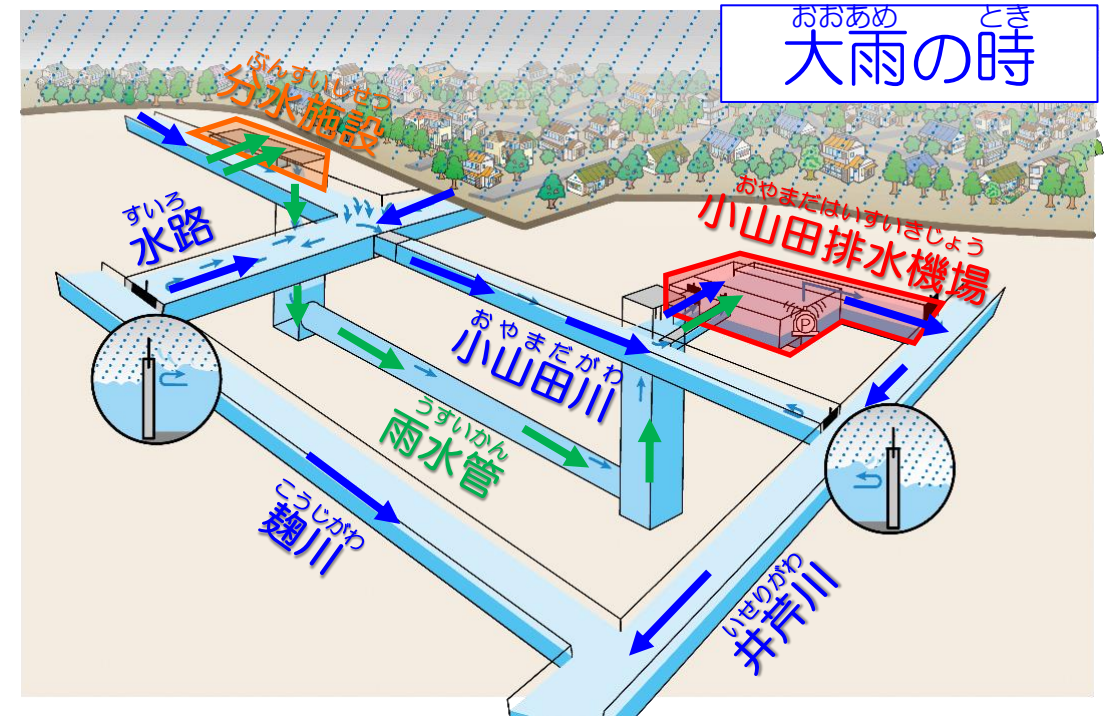 おおあめ とき
大雨の時
ぶんすいしせつ
分水施設
すいろ
水路
おやまだはいすいきじょう
小山田排水機場
P
おやまだがわ
小山田川
うすいかん
雨水管
こうじがわ
麹川
いせりがわ
井芹川